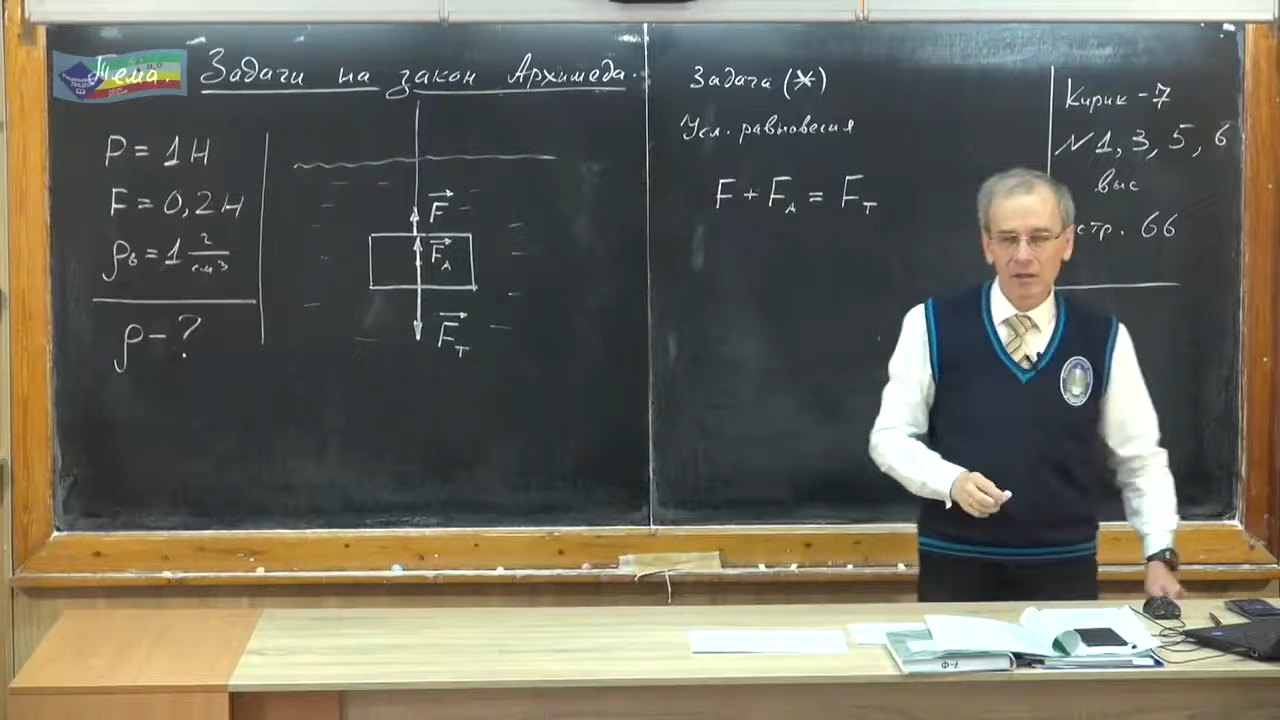 Тема. Задачи на закон Архимеда.
P = 1 Н
F = 0,2 Н
ρв = 1 г/см³
ρ - ?
F
FА
FТ
Задача (*)
Усл. равновесия
F + FА = FТ
Кирик - 7
№ 1, 3, 5, 6
выс
стр. 66
Ф-7